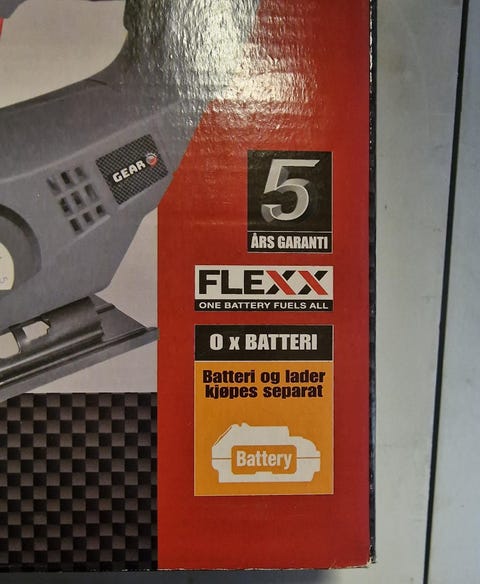 GEAR
5
ÅRS GARANTI
FLEXX
ONE BATTERY FUELS ALL
0 x BATTERI
Batteri og lader
kjøpes separat
Battery